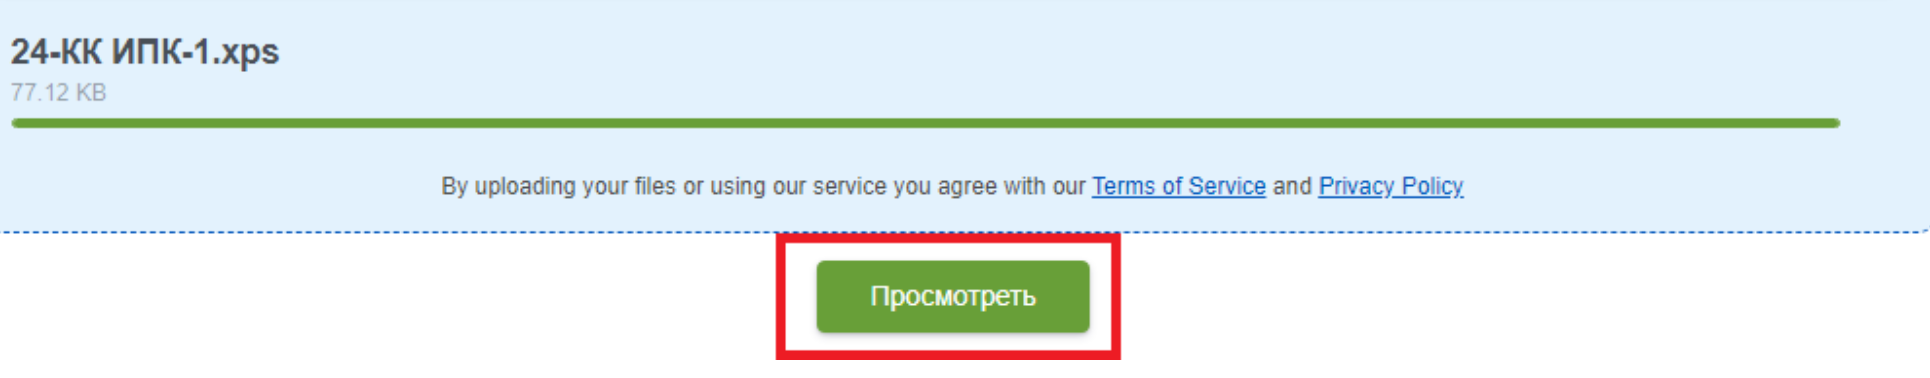 24-КК ИПК-1.xps
77.12 KB
By uploading your files or using our service you agree with our Terms of Service and Privacy Policy
Просмотреть